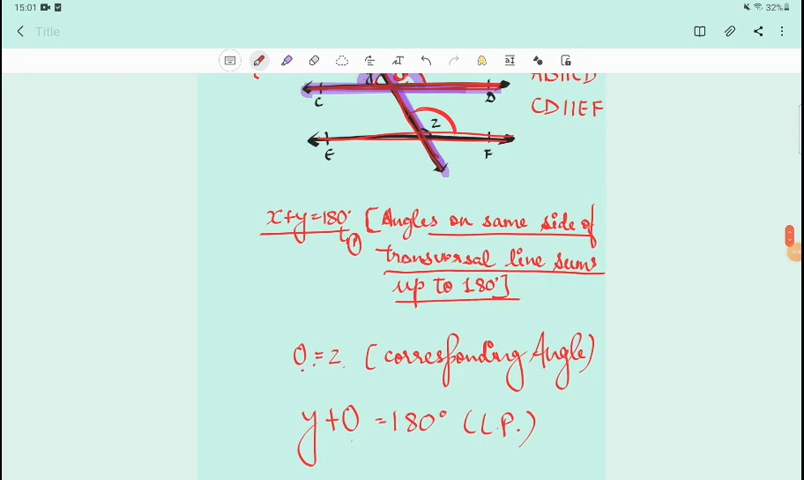 15:01
32%
Title
AB||CD
C
D
CD||EF
z
E
F
x+y=180° [Angles on same side of
① transversal line sums
up to 180°]
O = z [corresponding Angle)
y+O =180° (L.P.)